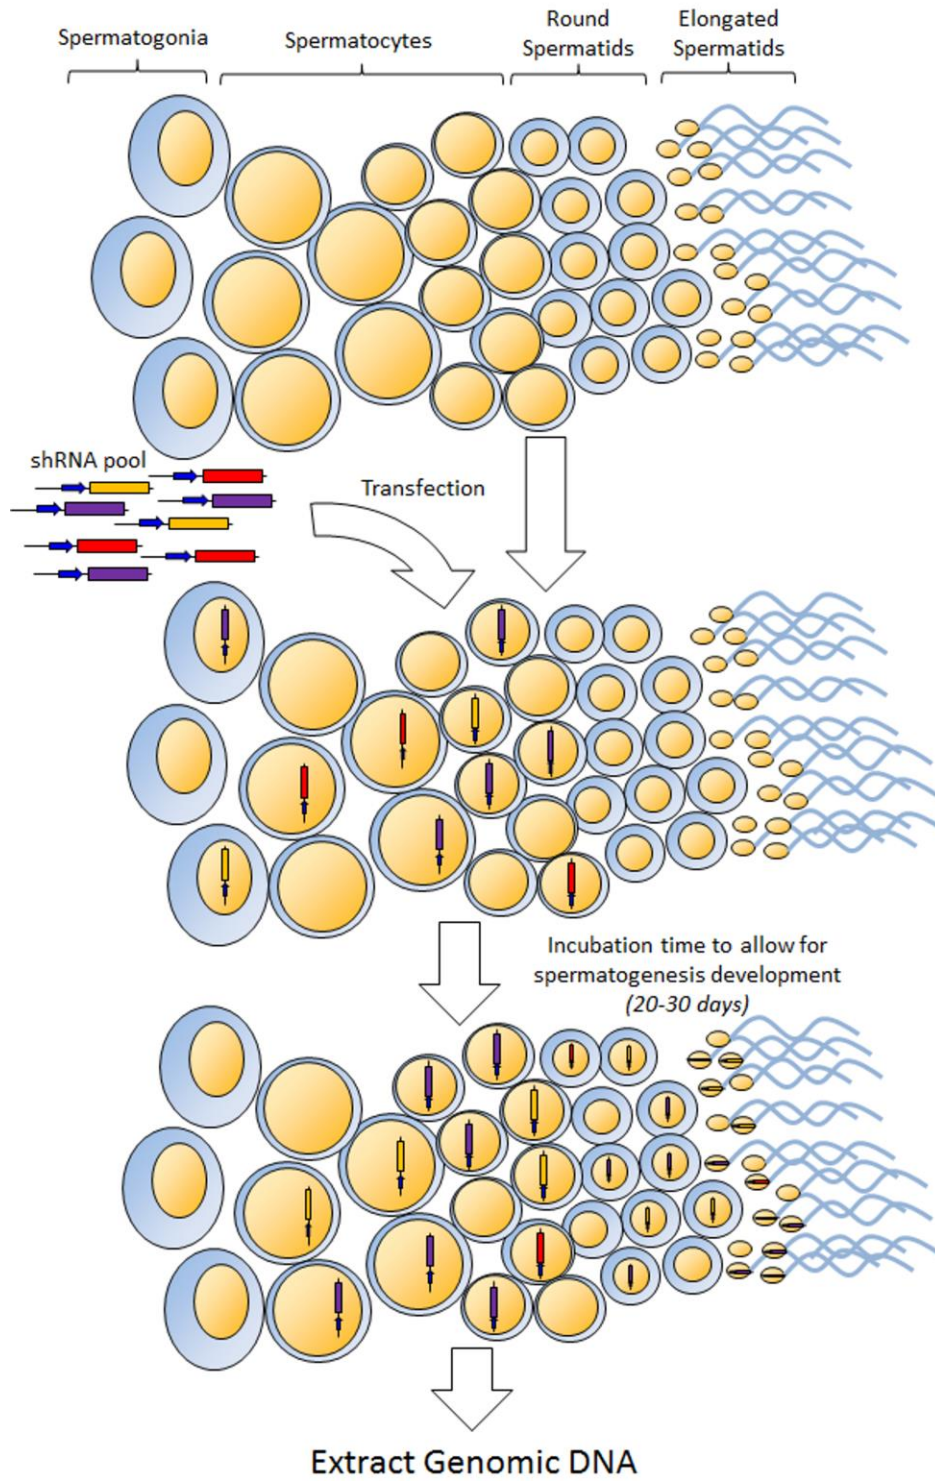 Spermatogonia
Spermatocytes
Round
Spermatids
Elongated
Spermatids
shRNA pool
Transfection
Incubation time to allow for
spermatogenesis development
(20-30 days)
Extract Genomic DNA